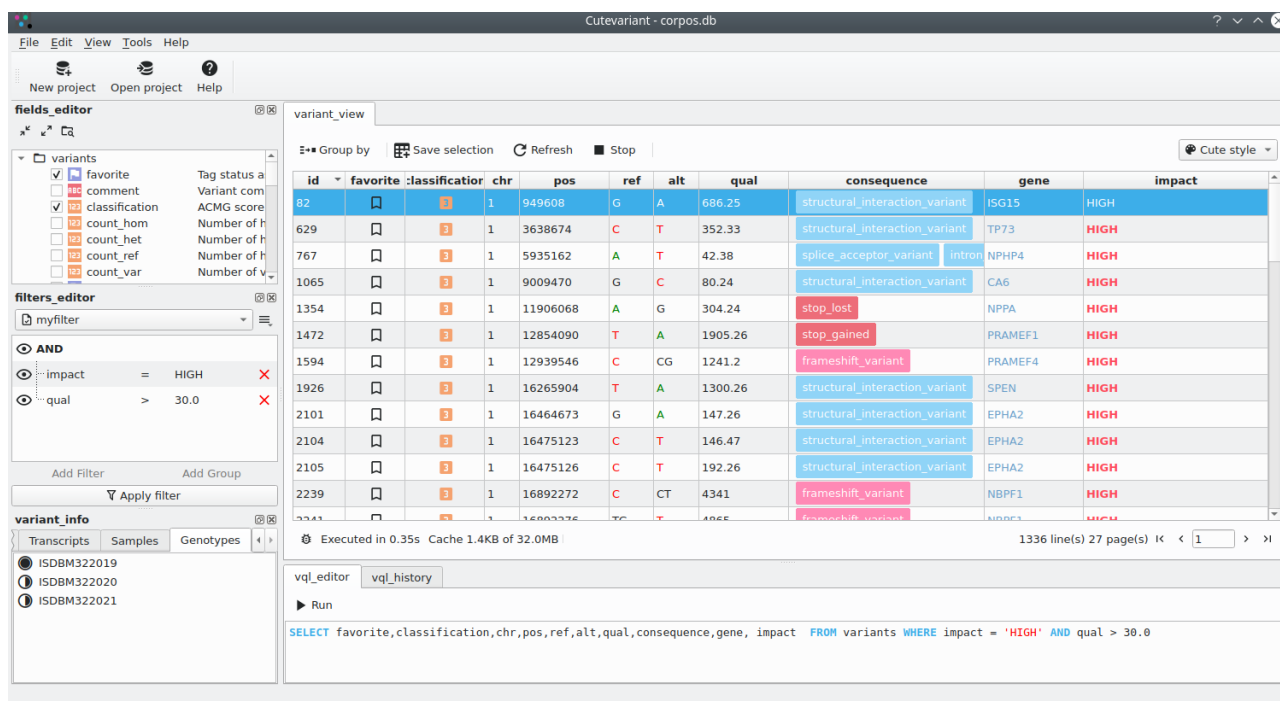 Cutevariant - corpos.db
File Edit View Tools Help
New project Open project Help
fields_editor
variants
favorite Tag status a
comment Variant com
classification ACMG score
count_hom Number of h
count_het Number of h
count_ref Number of h
count_var Number of v
filters_editor
myfilter
AND
impact = HIGH
qual > 30.0
Add Filter Add Group
Apply filter
variant_info
Transcripts Samples Genotypes
ISDBM322019
ISDBM322020
ISDBM322021
variant_view
Group by Save selection Refresh Stop Cute style
id favorite classification chr pos ref alt qual consequence gene impact
82 3 1 949608 G A 686.25 structural_interaction_variant ISG15 HIGH
629 3 1 3638674 C T 352.33 structural_interaction_variant TP73 HIGH
767 3 1 5935162 A T 42.38 splice_acceptor_variant intron NPHP4 HIGH
1065 3 1 9009470 G C 80.24 structural_interaction_variant CA6 HIGH
1354 3 1 11906068 A G 304.24 stop_lost NPPA HIGH
1472 3 1 12854090 T A 1905.26 stop_gained PRAMEF1 HIGH
1594 3 1 12939546 C CG 1241.2 frameshift_variant PRAMEF4 HIGH
1926 3 1 16265904 T A 1300.26 structural_interaction_variant SPEN HIGH
2101 3 1 16464673 G A 147.26 structural_interaction_variant EPHA2 HIGH
2104 3 1 16475123 C T 146.47 structural_interaction_variant EPHA2 HIGH
2105 3 1 16475126 C T 192.26 structural_interaction_variant EPHA2 HIGH
2239 3 1 16892272 C CT 4341 frameshift_variant NBPF1 HIGH
2241 3 1 16892276 TG T 4865 frameshift_variant NBPF1 HIGH
Executed in 0.35s Cache 1.4KB of 32.0MB 1336 line(s) 27 page(s) 1
vql_editor vql_history
Run
SELECT favorite,classification,chr,pos,ref,alt,qual,consequence,gene, impact FROM variants WHERE impact = 'HIGH' AND qual > 30.0